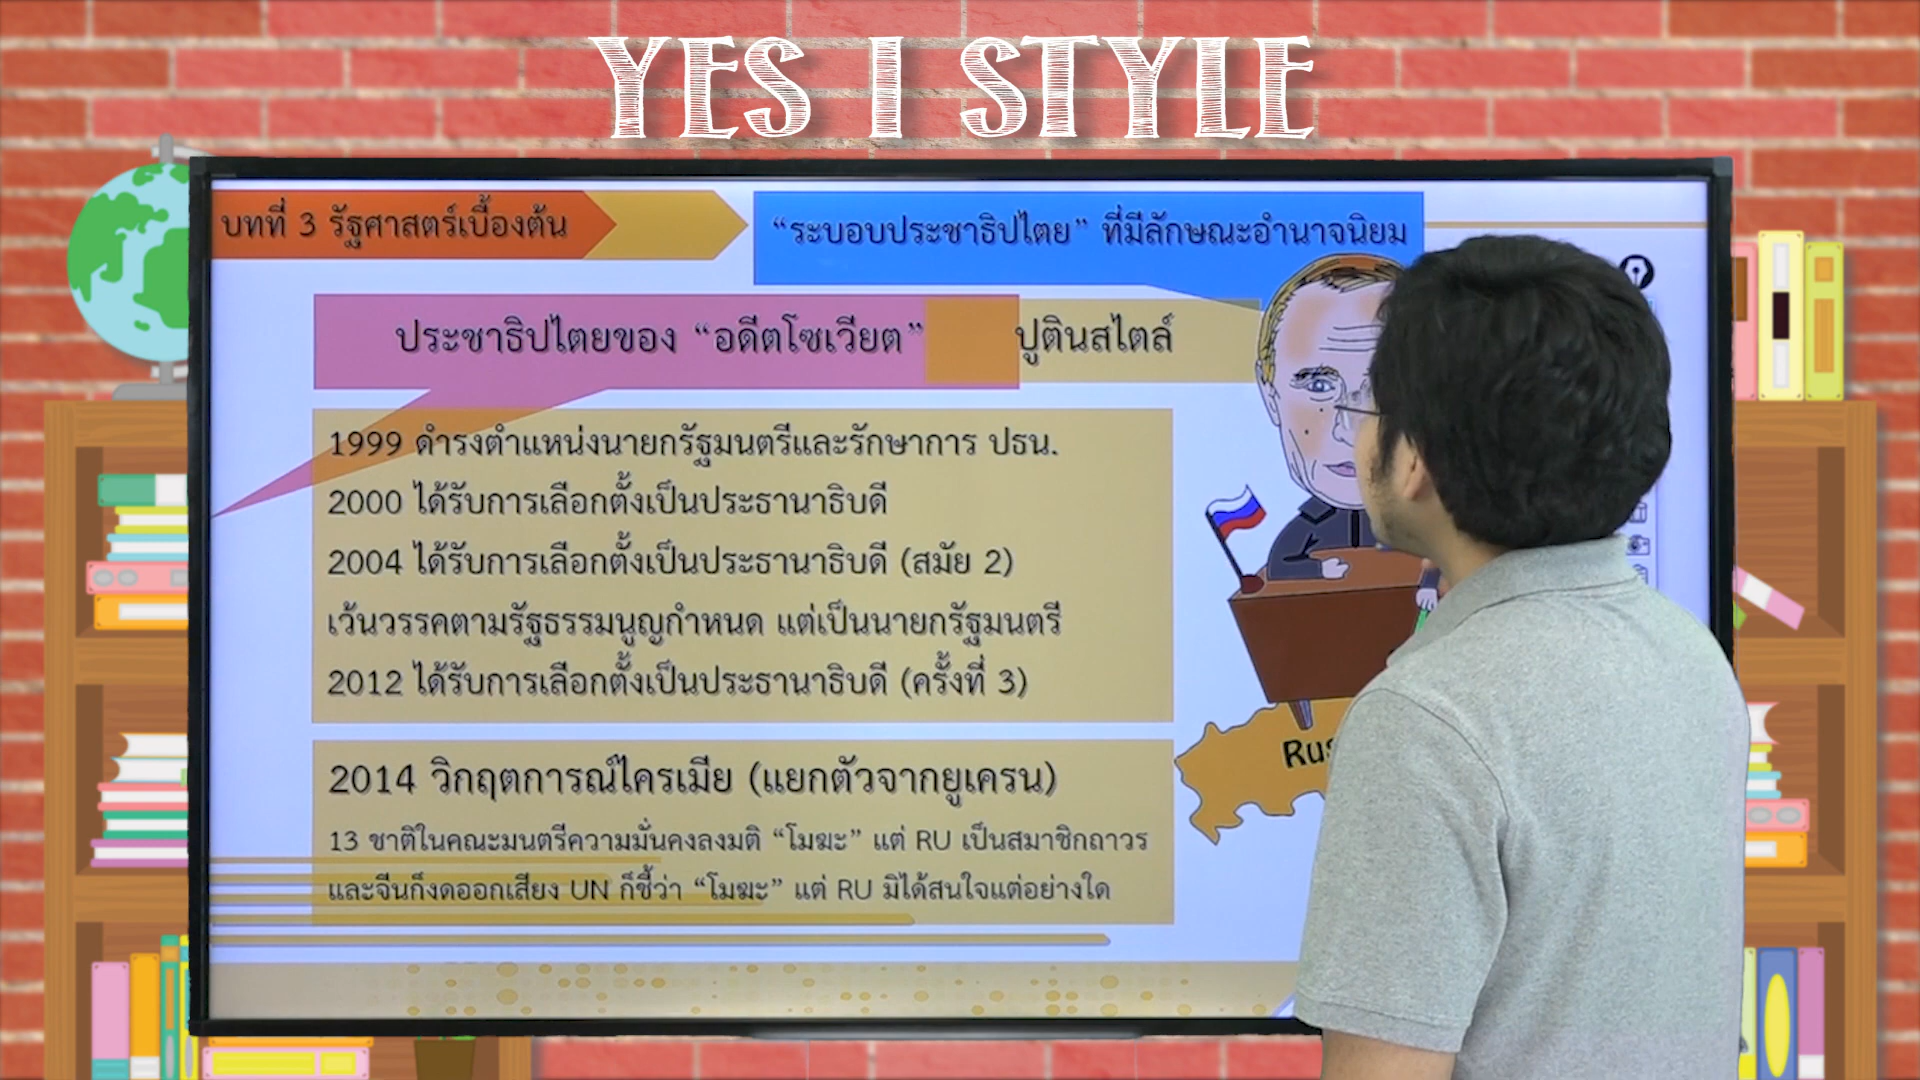 YES I STYLE
บทที่ 3 รัฐศาสตร์เบื้องต้น
“ระบอบประชาธิปไตย” ที่มีลักษณะอำนาจนิยม
ประชาธิปไตยของ “อดีตโซเวียต”
ปูตินสไตล์
1999 ดำรงตำแหน่งนายกรัฐมนตรีและรักษาการ ปธน.
2000 ได้รับการเลือกตั้งเป็นประธานาธิบดี
2004 ได้รับการเลือกตั้งเป็นประธานาธิบดี (สมัย 2)
เว้นวรรคตามรัฐธรรมนูญกำหนด แต่เป็นนายกรัฐมนตรี
2012 ได้รับการเลือกตั้งเป็นประธานาธิบดี (ครั้งที่ 3)
2014 วิกฤตการณ์ไครเมีย (แยกตัวจากยูเครน)
13 ชาติในคณะมนตรีความมั่นคงลงมติ “โมฆะ” แต่ RU เป็นสมาชิกถาวร
และจีนก็งดออกเสียง UN ก็ชี้ว่า “โมฆะ” แต่ RU มิได้สนใจแต่อย่างใด